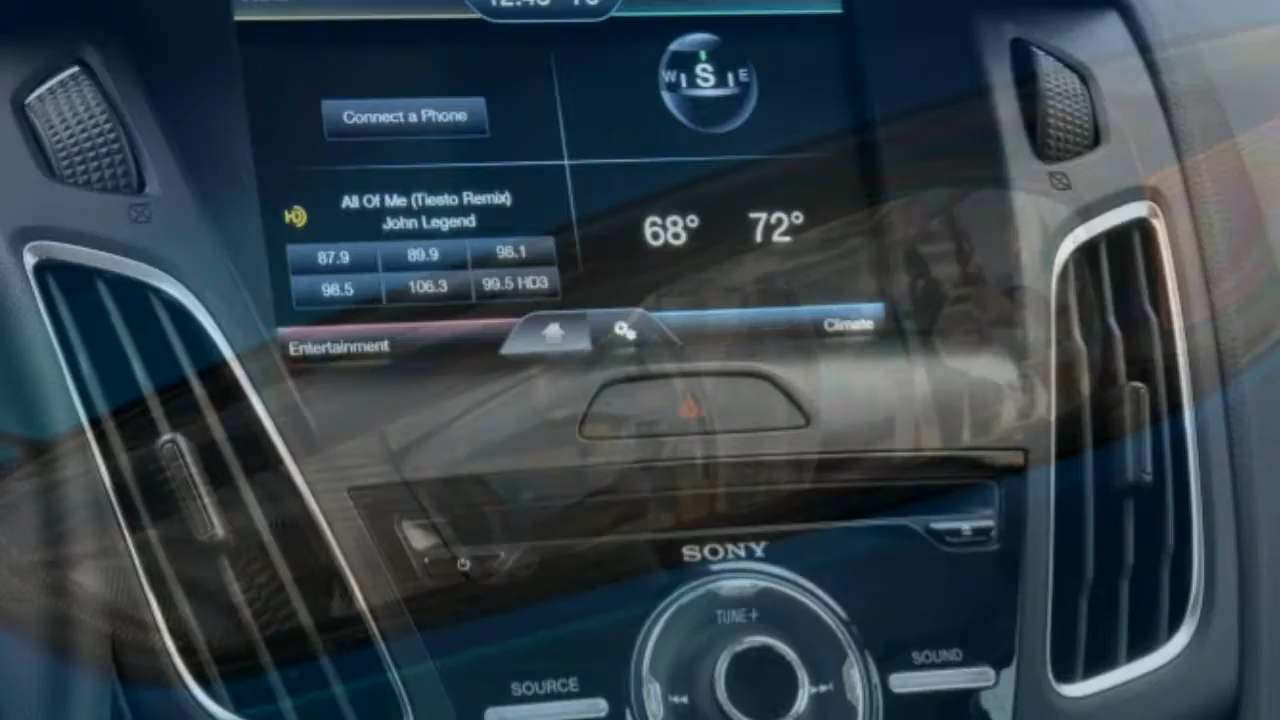 W S E
Connect a Phone
All Of Me (Tiesto Remix)
John Legend
68° 72°
87.9 89.9 96.1
98.5 106.3 99.5 HD3
Entertainment
Climate
SONY
TUNE+
SOURCE
SOUND